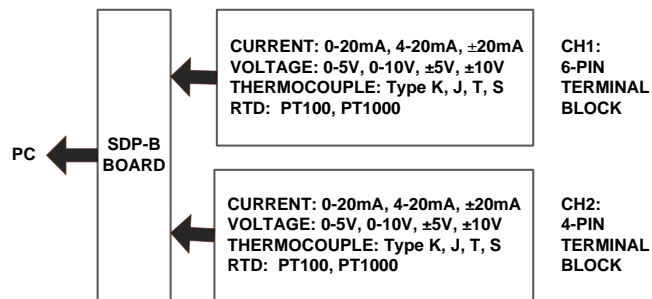 CURRENT: 0-20mA, 4-20mA, ±20mA
VOLTAGE: 0-5V, 0-10V, ±5V, ±10V
THERMOCOUPLE: Type K, J, T, S
RTD: PT100, PT1000
CH1:
6-PIN
TERMINAL
BLOCK
PC
SDP-B
BOARD
CURRENT: 0-20mA, 4-20mA, ±20mA
VOLTAGE: 0-5V, 0-10V, ±5V, ±10V
THERMOCOUPLE: Type K, J, T, S
RTD: PT100, PT1000
CH2:
4-PIN
TERMINAL
BLOCK